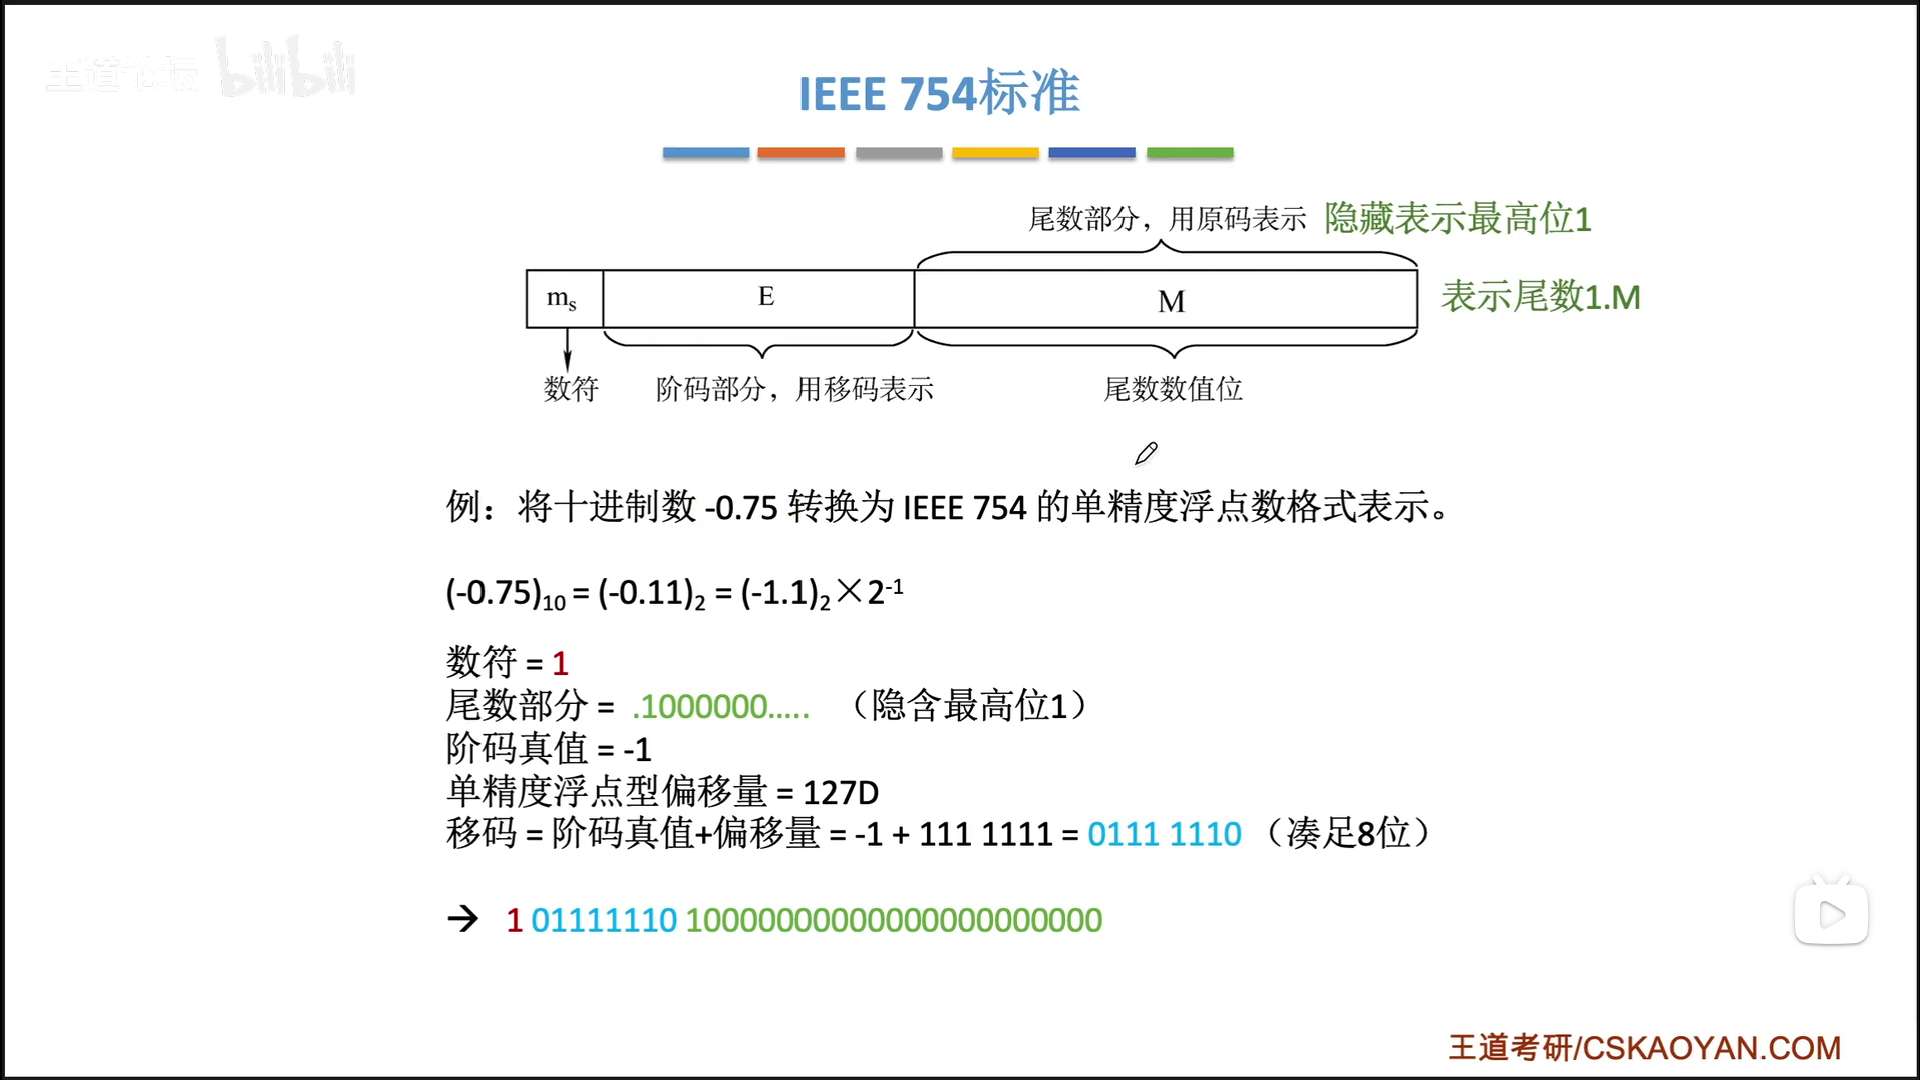 王道论坛 bilibili
IEEE 754标准
尾数部分，用原码表示 隐藏表示最高位1
ms E M 表示尾数1.M
数符 阶码部分，用移码表示 尾数数值位
例：将十进制数 -0.75 转换为 IEEE 754 的单精度浮点数格式表示。
(-0.75)₁₀ = (-0.11)₂ = (-1.1)₂×2⁻¹
数符 = 1
尾数部分 = .1000000..... （隐含最高位1）
阶码真值 = -1
单精度浮点型偏移量 = 127D
移码 = 阶码真值+偏移量 = -1 + 111 1111 = 0111 1110 （凑足8位）
→ 1 01111110 10000000000000000000000
王道考研/CSKAOYAN.COM